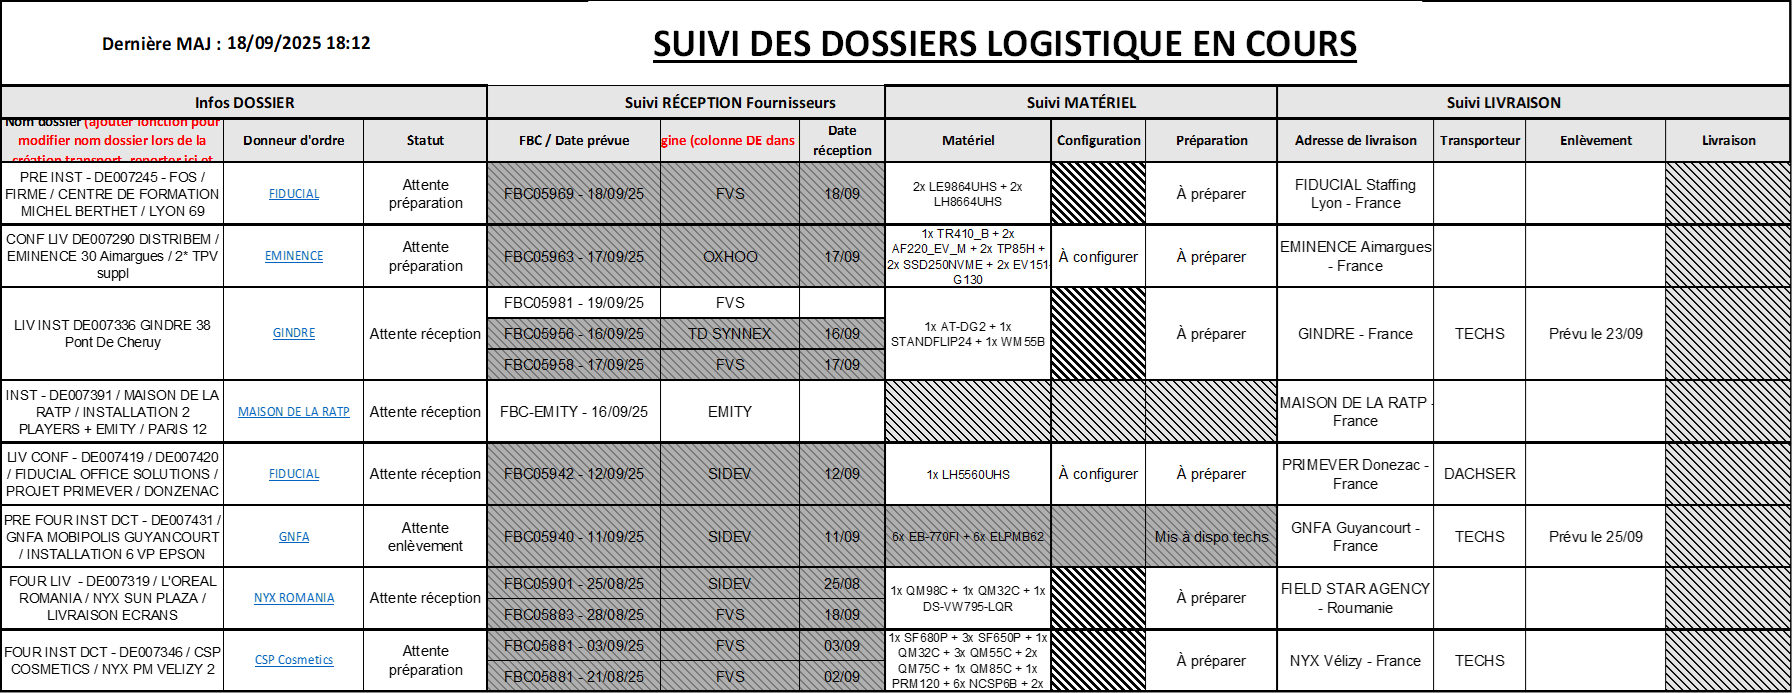 Dernière MAJ : 18/09/2025 18:12
SUIVI DES DOSSIERS LOGISTIQUE EN COURS
Infos DOSSIER
Suivi RÉCEPTION Fournisseurs
Suivi MATÉRIEL
Suivi LIVRAISON
Nom dossier (ajouter fonction pour
modifier nom dossier lors de la
création transport, reporter ici et
Donneur d'ordre
Statut
FBC / Date prévue
gine (colonne DE dans
Date
réception
Matériel
Configuration
Préparation
Adresse de livraison
Transporteur
Enlèvement
Livraison
PRE INST - DE007245 - FOS /
FIRME / CENTRE DE FORMATION
MICHEL BERTHET / LYON 69
FIDUCIAL
Attente
préparation
FBC05969 - 18/09/25
FVS
18/09
2x LE9864UHS + 2x
LH8664UHS
À préparer
FIDUCIAL Staffing
Lyon - France
CONF LIV DE007290 DISTRIBEM /
EMINENCE 30 Aimargues / 2* TPV
suppl
EMINENCE
Attente
préparation
FBC05963 - 17/09/25
OXHOO
17/09
1x TR410_B + 2x
AF220_EV_M + 2x TP85H +
2x SSD250NVME + 2x EV151-
G130
À configurer
À préparer
EMINENCE Aimargues
- France
LIV INST DE007336 GINDRE 38
Pont De Cheruy
GINDRE
Attente réception
FBC05981 - 19/09/25
FVS
FBC05956 - 16/09/25
TD SYNNEX
16/09
FBC05958 - 17/09/25
FVS
17/09
1x AT-DG2 + 1x
STANDFLIP24 + 1x WM55B
À préparer
GINDRE - France
TECHS
Prévu le 23/09
INST - DE007391 / MAISON DE LA
RATP / INSTALLATION 2
PLAYERS + EMITY / PARIS 12
MAISON DE LA RATP
Attente réception
FBC-EMITY - 16/09/25
EMITY
MAISON DE LA RATP -
France
LIV CONF - DE007419 / DE007420
/ FIDUCIAL OFFICE SOLUTIONS /
PROJET PRIMEVER / DONZENAC
FIDUCIAL
Attente réception
FBC05942 - 12/09/25
SIDEV
12/09
1x LH5560UHS
À configurer
À préparer
PRIMEVER Donezac -
France
DACHSER
PRE FOUR INST DCT - DE007431 /
GNFA MOBIPOLIS GUYANCOURT
/ INSTALLATION 6 VP EPSON
GNFA
Attente
enlèvement
FBC05940 - 11/09/25
SIDEV
11/09
6x EB-770FI + 6x ELPMB62
Mis à dispo techs
GNFA Guyancourt -
France
TECHS
Prévu le 25/09
FOUR LIV - DE007319 / L'OREAL
ROMANIA / NYX SUN PLAZA /
LIVRAISON ECRANS
NYX ROMANIA
Attente réception
FBC05901 - 25/08/25
SIDEV
25/08
FBC05883 - 28/08/25
FVS
18/09
1x QM98C + 1x QM32C + 1x
DS-VW795-LQR
À préparer
FIELD STAR AGENCY
- Roumanie
FOUR INST DCT - DE007346 / CSP
COSMETICS / NYX PM VELIZY 2
CSP Cosmetics
Attente
préparation
FBC05881 - 03/09/25
FVS
03/09
FBC05881 - 21/08/25
FVS
02/09
1x SF680P + 3x SF650P + 1x
QM32C + 3x QM55C + 2x
QM75C + 1x QM85C + 1x
PRM120 + 6x NCSP6B + 2x
À préparer
NYX Vélizy - France
TECHS